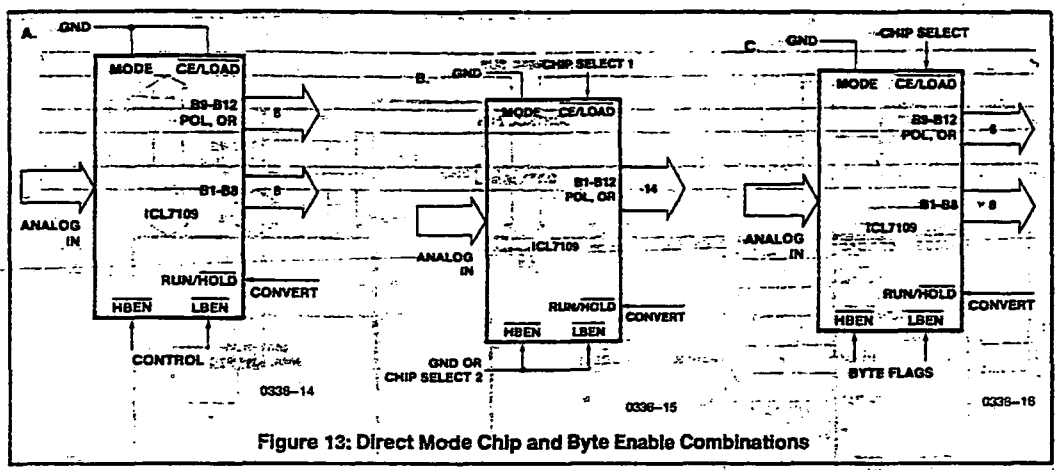 A.
GND
MODE CE/LOAD
B9-B12
POL, OR
6
B1-B8
8
ANALOG
IN
ICL7109
RUN/HOLD
CONVERT
HBEN LBEN
CONTROL
0336-14
B.
GND
CHIP SELECT 1
MODE CE/LOAD
B1-B12
POL, OR
14
ANALOG
IN
ICL7109
RUN/HOLD
CONVERT
HBEN LBEN
GND OR
CHIP SELECT 2
0336-15
C.
GND
CHIP SELECT
MODE CE/LOAD
B9-B12
POL, OR
6
B1-B8
8
ANALOG
IN
ICL7109
RUN/HOLD
CONVERT
HBEN LBEN
BYTE FLAGS
0336-16
Figure 13: Direct Mode Chip and Byte Enable Combinations